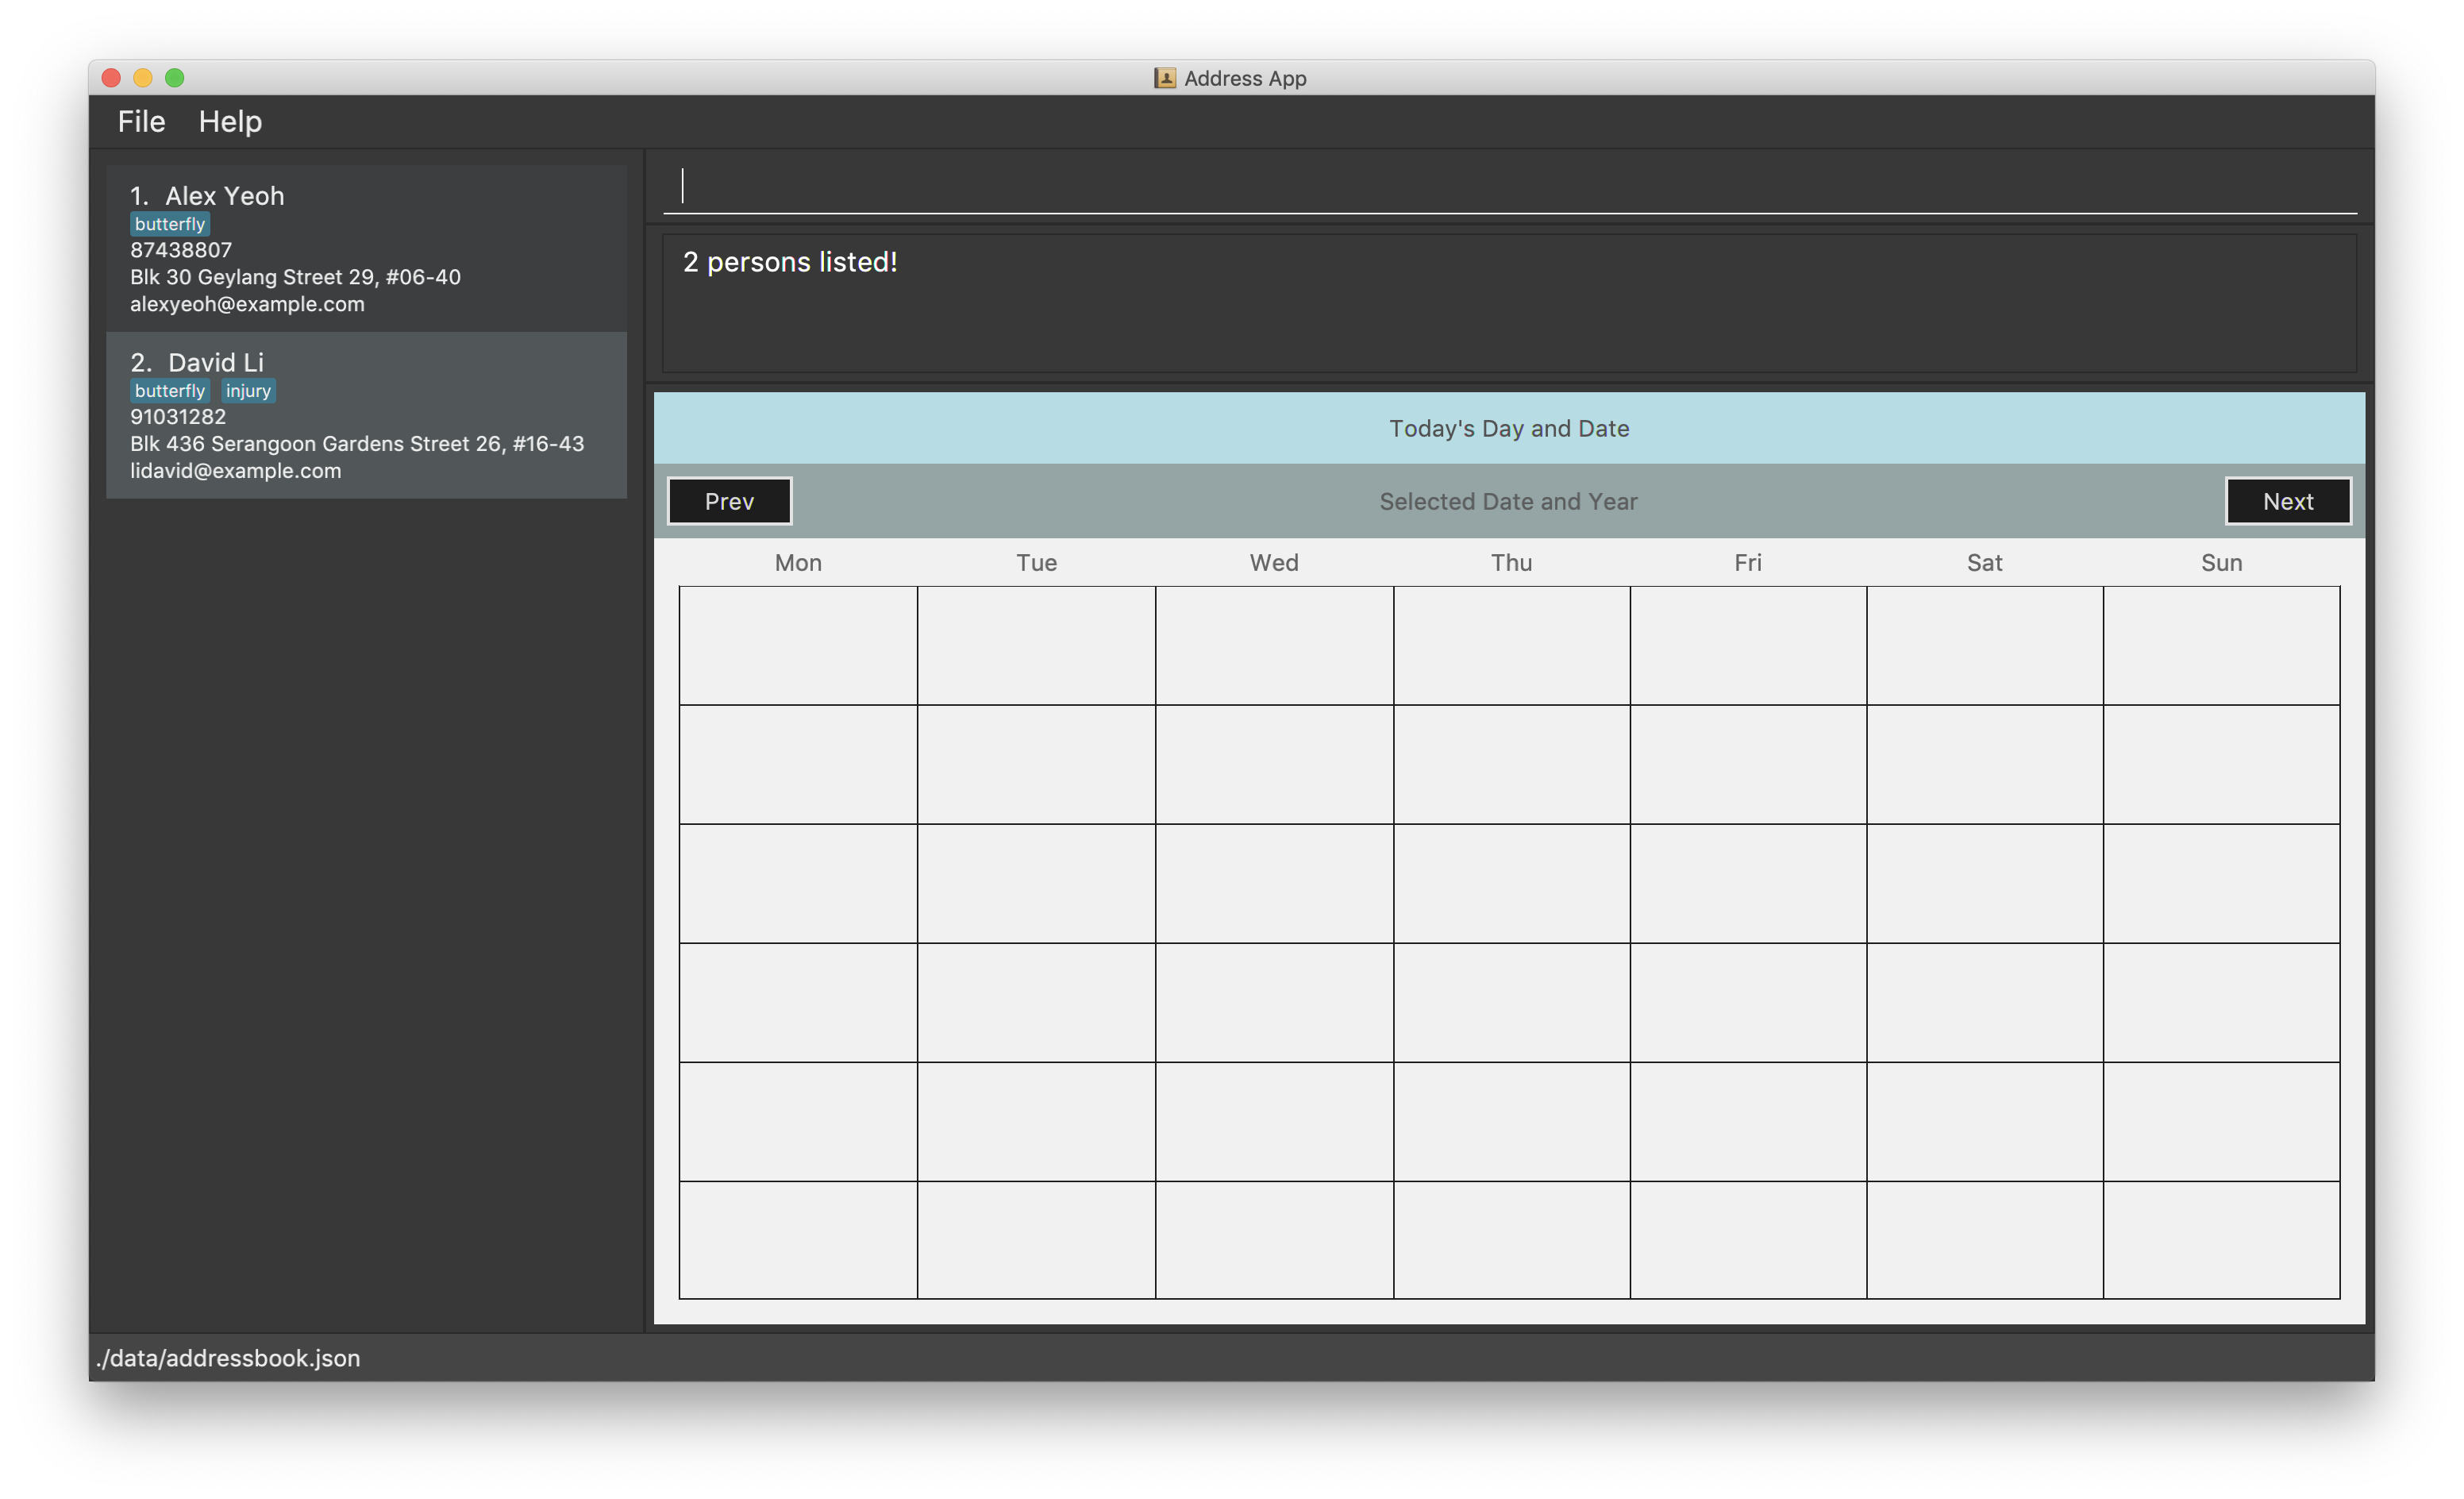 Address App
File Help
1. Alex Yeoh
butterfly
87438807
Blk 30 Geylang Street 29, #06-40
alexyeoh@example.com
2. David Li
butterfly injury
91031282
Blk 436 Serangoon Gardens Street 26, #16-43
lidavid@example.com
2 persons listed!
Today's Day and Date
Prev Selected Date and Year Next
Mon Tue Wed Thu Fri Sat Sun
./data/addressbook.json